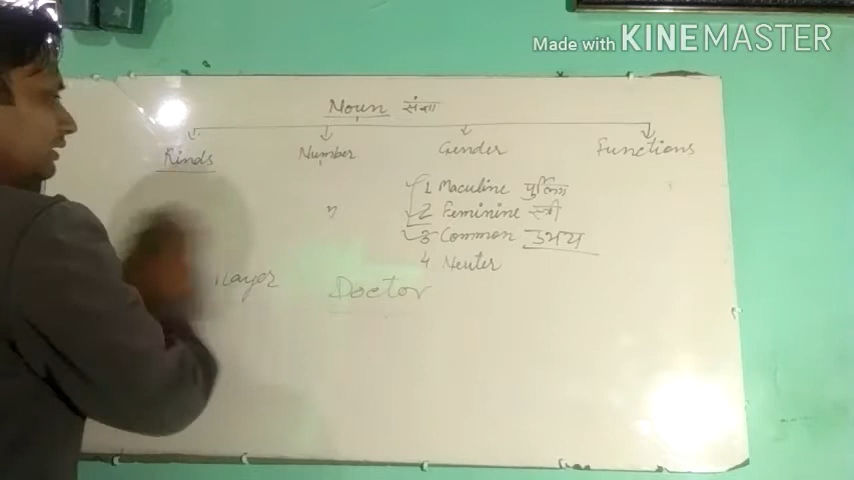 Made with KINEMASTER
Noun संज्ञा
Kinds Number Gender Functions
1 Maculine पुल्लिंग
2 Feminine स्त्री
3 Common उभय
4 Neuter
Doctor